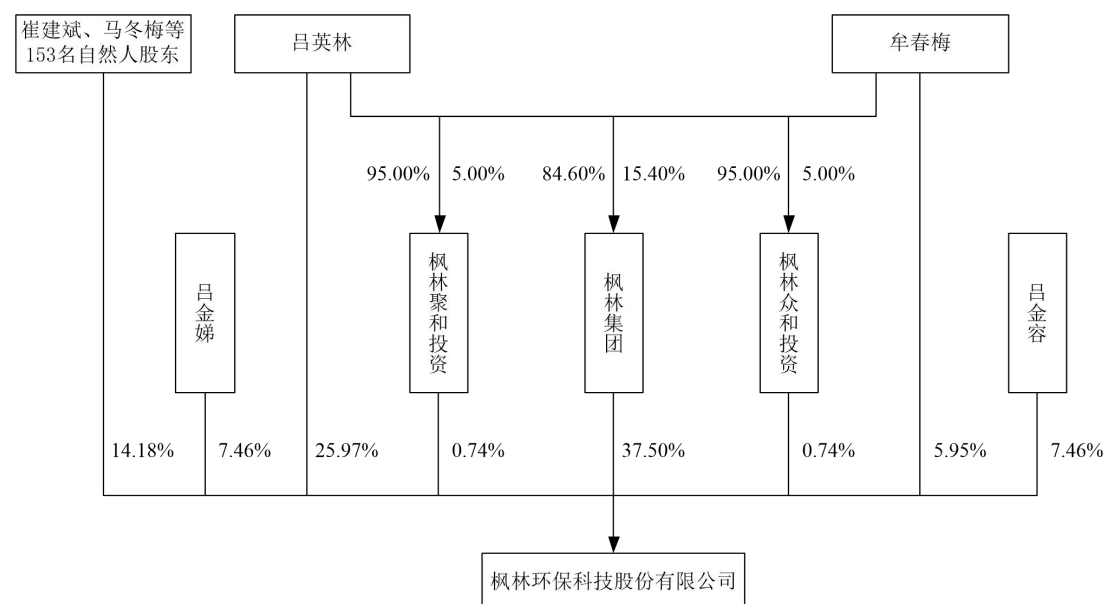 崔建斌、马冬梅等
153名自然人股东
吕英林
牟春梅
95.00%
5.00%
84.60%
15.40%
95.00%
5.00%
吕金娣
枫林聚和投资
枫林集团
枫林众和投资
吕金容
14.18%
7.46%
25.97%
0.74%
37.50%
0.74%
5.95%
7.46%
枫林环保科技股份有限公司